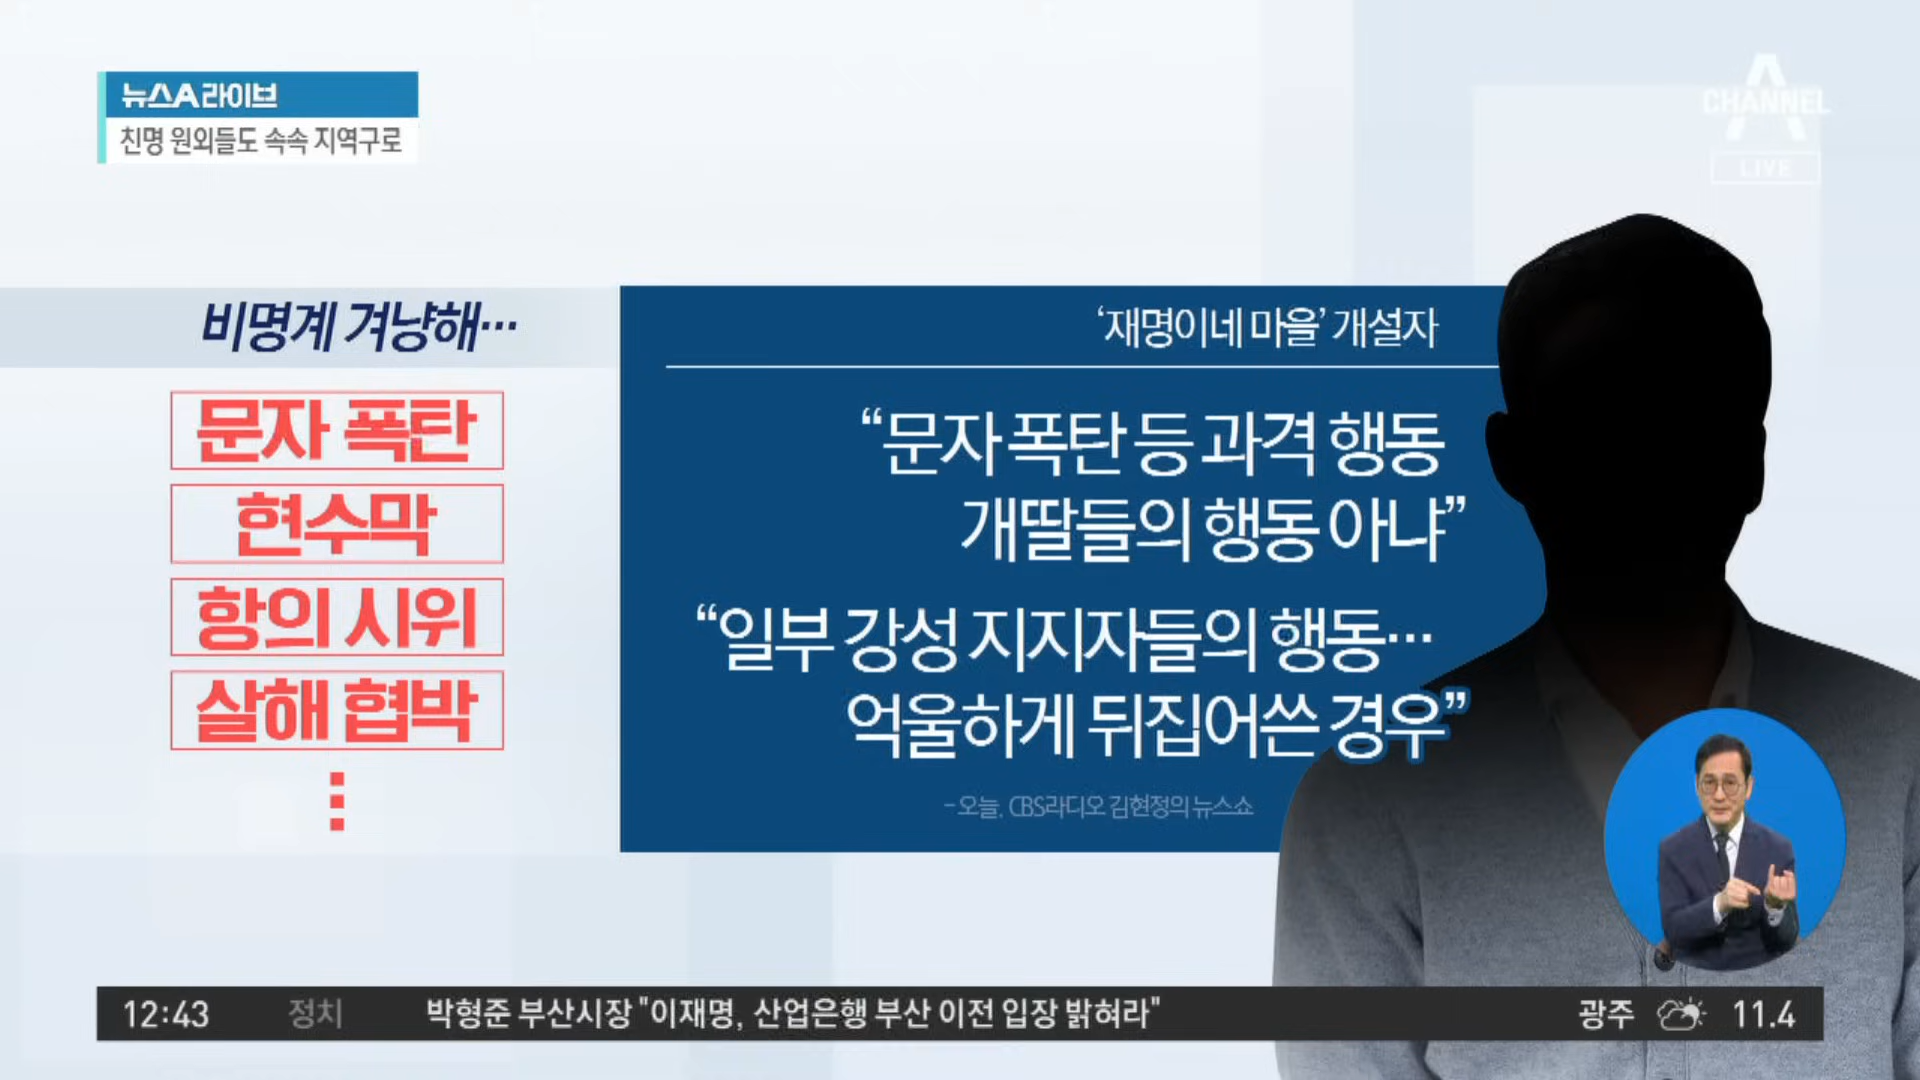 뉴스A 라이브
친명 원외들도 속속 지역구로
CHANNEL A
LIVE
비명계 겨냥해…
문자 폭탄
현수막
항의 시위
살해 협박
⋮
‘재명이네 마을’ 개설자
“문자 폭탄 등 과격 행동
개딸들의 행동 아냐”
“일부 강성 지지자들의 행동…
억울하게 뒤집어쓴 경우”
- 오늘, CBS라디오 김현정의 뉴스쇼
12:43 정치 박형준 부산시장 "이재명, 산업은행 부산 이전 입장 밝혀라" 광주 11.4